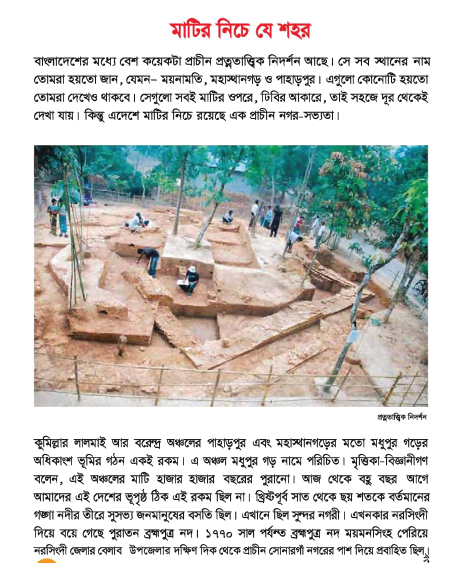 মাটির নিচে যে শহর
বাংলাদেশের মধ্যে বেশ কয়েকটা প্রাচীন প্রত্নতাত্ত্বিক নিদর্শন আছে। সে সব স্থানের নাম
তোমরা হয়তো জান, যেমন– ময়নামতি, মহাস্থানগড় ও পাহাড়পুর। এগুলো কোনোটি হয়তো
তোমরা দেখেও থাকবে। সেগুলো সবই মাটির ওপরে, ঢিবির আকারে, তাই সহজে দূর থেকেই
দেখা যায়। কিন্তু এদেশে মাটির নিচে রয়েছে এক প্রাচীন নগর-সভ্যতা।
প্রত্নতাত্ত্বিক নিদর্শন
কুমিল্লার লালমাই আর বরেন্দ্র অঞ্চলের পাহাড়পুর এবং মহাস্থানগড়ের মতো মধুপুর গড়ের
অধিকাংশ ভূমির গঠন একই রকম। এ অঞ্চল মধুপুর গড় নামে পরিচিত। মৃত্তিকা-বিজ্ঞানীগণ
বলেন, এই অঞ্চলের মাটি হাজার হাজার বছরের পুরানো। আজ থেকে বহু বছর আগে
আমাদের এই দেশের ভূপৃষ্ঠ ঠিক এই রকম ছিল না। খ্রিষ্টপূর্ব সাত থেকে ছয় শতকে বর্তমানের
গঙ্গা নদীর তীরে সুসভ্য জনমানুষের বসতি ছিল। এখানে ছিল সুন্দর নগরী। এখনকার নরসিংদী
দিয়ে বয়ে গেছে পুরাতন ব্রহ্মপুত্র নদ। ১৭৭০ সাল পর্যন্ত ব্রহ্মপুত্র নদ ময়মনসিংহ পেরিয়ে
নরসিংদী জেলার বেলাব উপজেলার দক্ষিণ দিক থেকে প্রাচীন সোনারগাঁ নগরের পাশ দিয়ে প্রবাহিত ছিল।